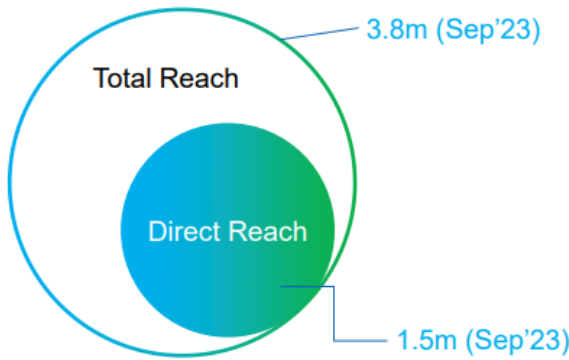 3.8m (Sep’23)
Total Reach
Direct Reach
1.5m (Sep’23)